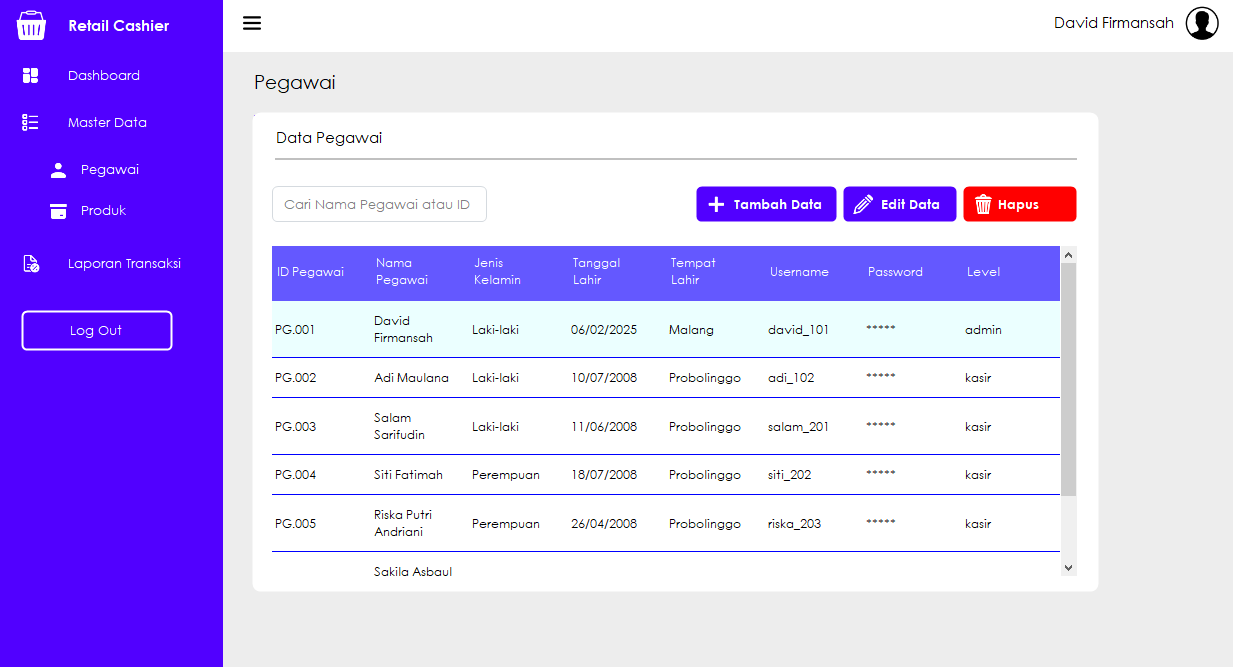 Retail Cashier
David Firmansah
Dashboard
Master Data
Pegawai
Produk
Laporan Transaksi
Log Out
Pegawai
Data Pegawai
Cari Nama Pegawai atau ID
Tambah Data
Edit Data
Hapus
ID Pegawai Nama Pegawai Jenis Kelamin Tanggal Lahir Tempat Lahir Username Password Level
PG.001 David Firmansah Laki-laki 06/02/2025 Malang david_101 ***** admin
PG.002 Adi Maulana Laki-laki 10/07/2008 Probolinggo adi_102 ***** kasir
PG.003 Salam Sarifudin Laki-laki 11/06/2008 Probolinggo salam_201 ***** kasir
PG.004 Siti Fatimah Perempuan 18/07/2008 Probolinggo siti_202 ***** kasir
PG.005 Riska Putri Andriani Perempuan 26/04/2008 Probolinggo riska_203 ***** kasir
Sakila Asbaul